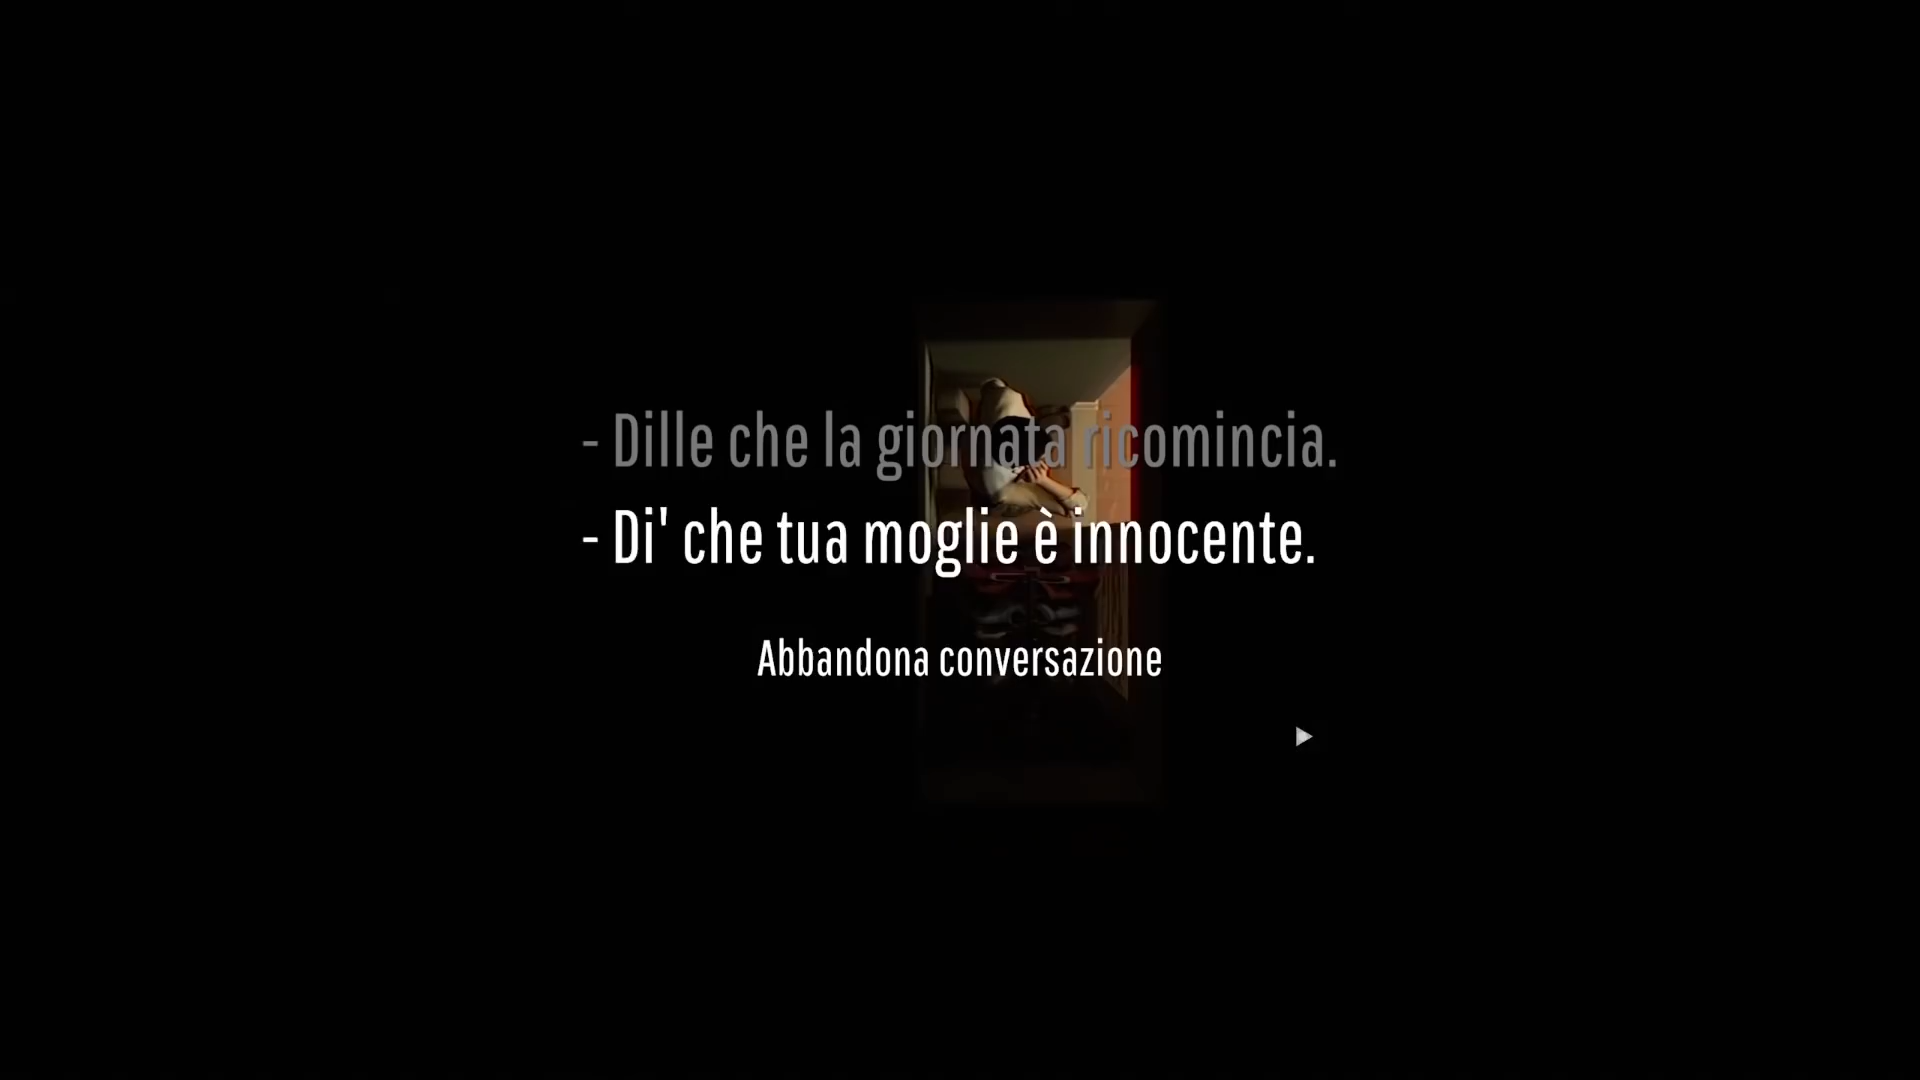 - Dille che la giornata ricomincia.
- Di' che tua moglie è innocente.
Abbandona conversazione